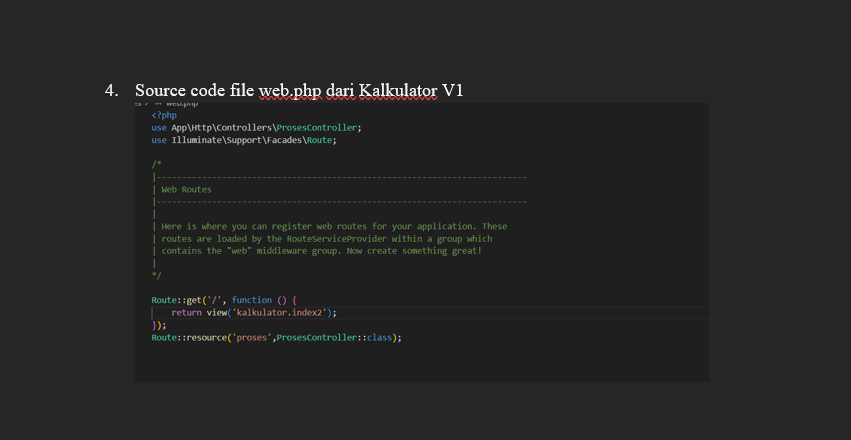 4. Source code file web.php dari Kalkulator V1
web.php
<?php
use App\Http\Controllers\ProsesController;
use Illuminate\Support\Facades\Route;
/*
|--------------------------------------------------------------------------
| Web Routes
|--------------------------------------------------------------------------
|
| Here is where you can register web routes for your application. These
| routes are loaded by the RouteServiceProvider within a group which
| contains the "web" middleware group. Now create something great!
|
*/
Route::get('/', function () {
    return view('kalkulator.index2');
});
Route::resource('proses',ProsesController::class);